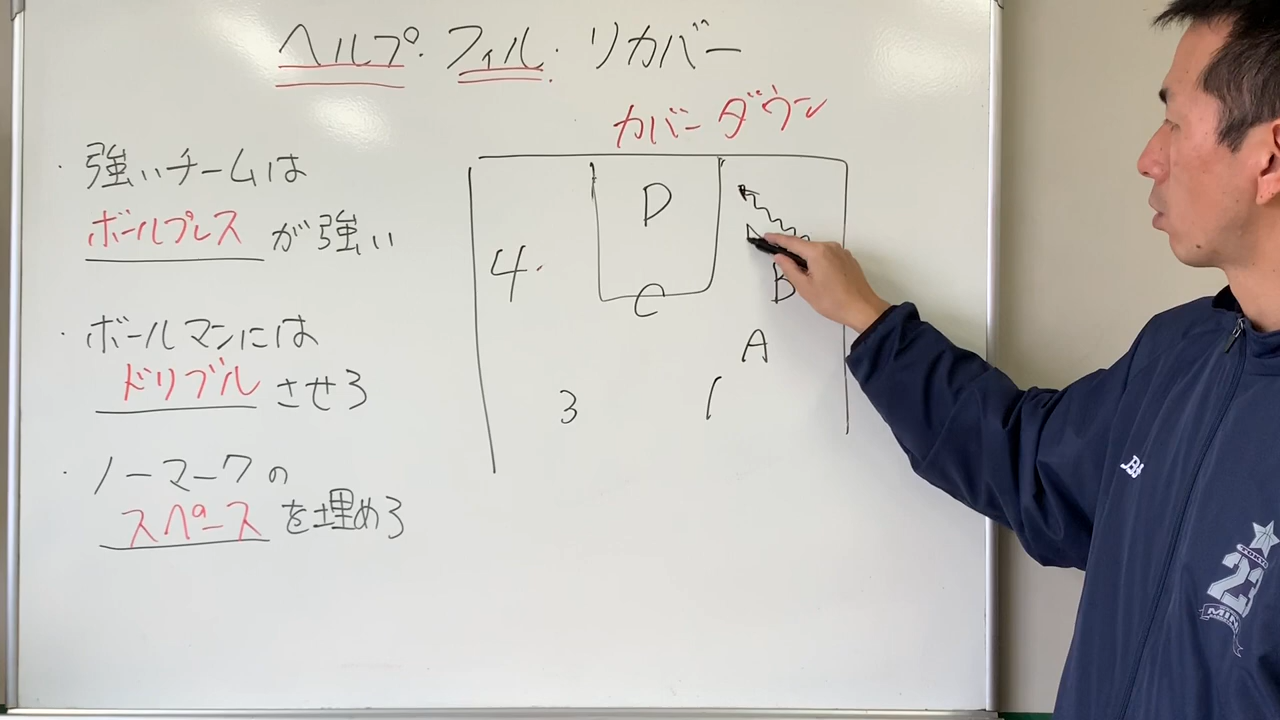 ヘルプ・フィル・リカバー
カバーダウン
・強いチームは
ボールプレス が強い
・ボールマンには
ドリブル させろ
・ノーマークの
スペース を埋めろ
D
4
C
B
A
3
1
23